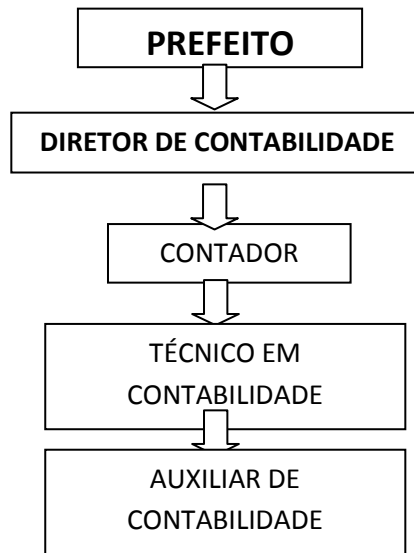 PREFEITO
DIRETOR DE CONTABILIDADE
CONTADOR
TÉCNICO EM
CONTABILIDADE
AUXILIAR DE
CONTABILIDADE